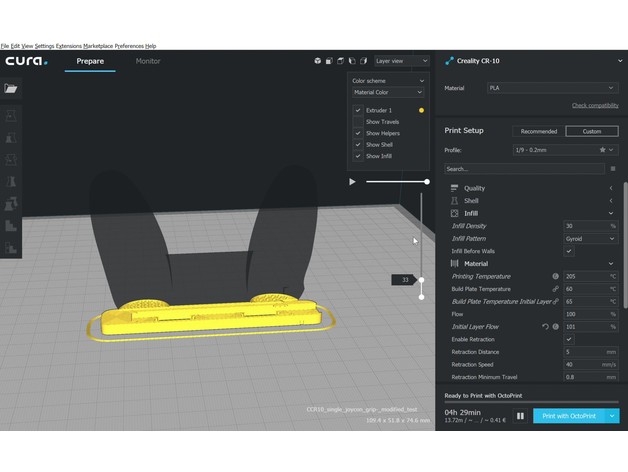 File Edit View Settings Extensions Marketplace Preferences Help
cura.
Prepare
Monitor
Layer view
Creality CR-10
Color scheme
Material Color
Extruder 1
Show Travels
Show Helpers
Show Shell
Show Infill
33
Material
PLA
Check compatibility
Print Setup
Recommended
Custom
Profile:
1/9 - 0.2mm
Search...
Quality
Shell
Infill
Infill Density
30 %
Infill Pattern
Gyroid
Infill Before Walls
Material
Printing Temperature
205 °C
Build Plate Temperature
60 °C
Build Plate Temperature Initial Layer
65 °C
Flow
100 %
Initial Layer Flow
101 %
Enable Retraction
Retraction Distance
5 mm
Retraction Speed
40 mm/s
Retraction Minimum Travel
0.8 mm
CCR10_single_joycon_grip-_modified_test
189.4 x 51.8 x 74.6 mm
Ready to Print with OctoPrint
04h 29min
13.72m / ~ .. / ~ 0.41 €
Print with OctoPrint